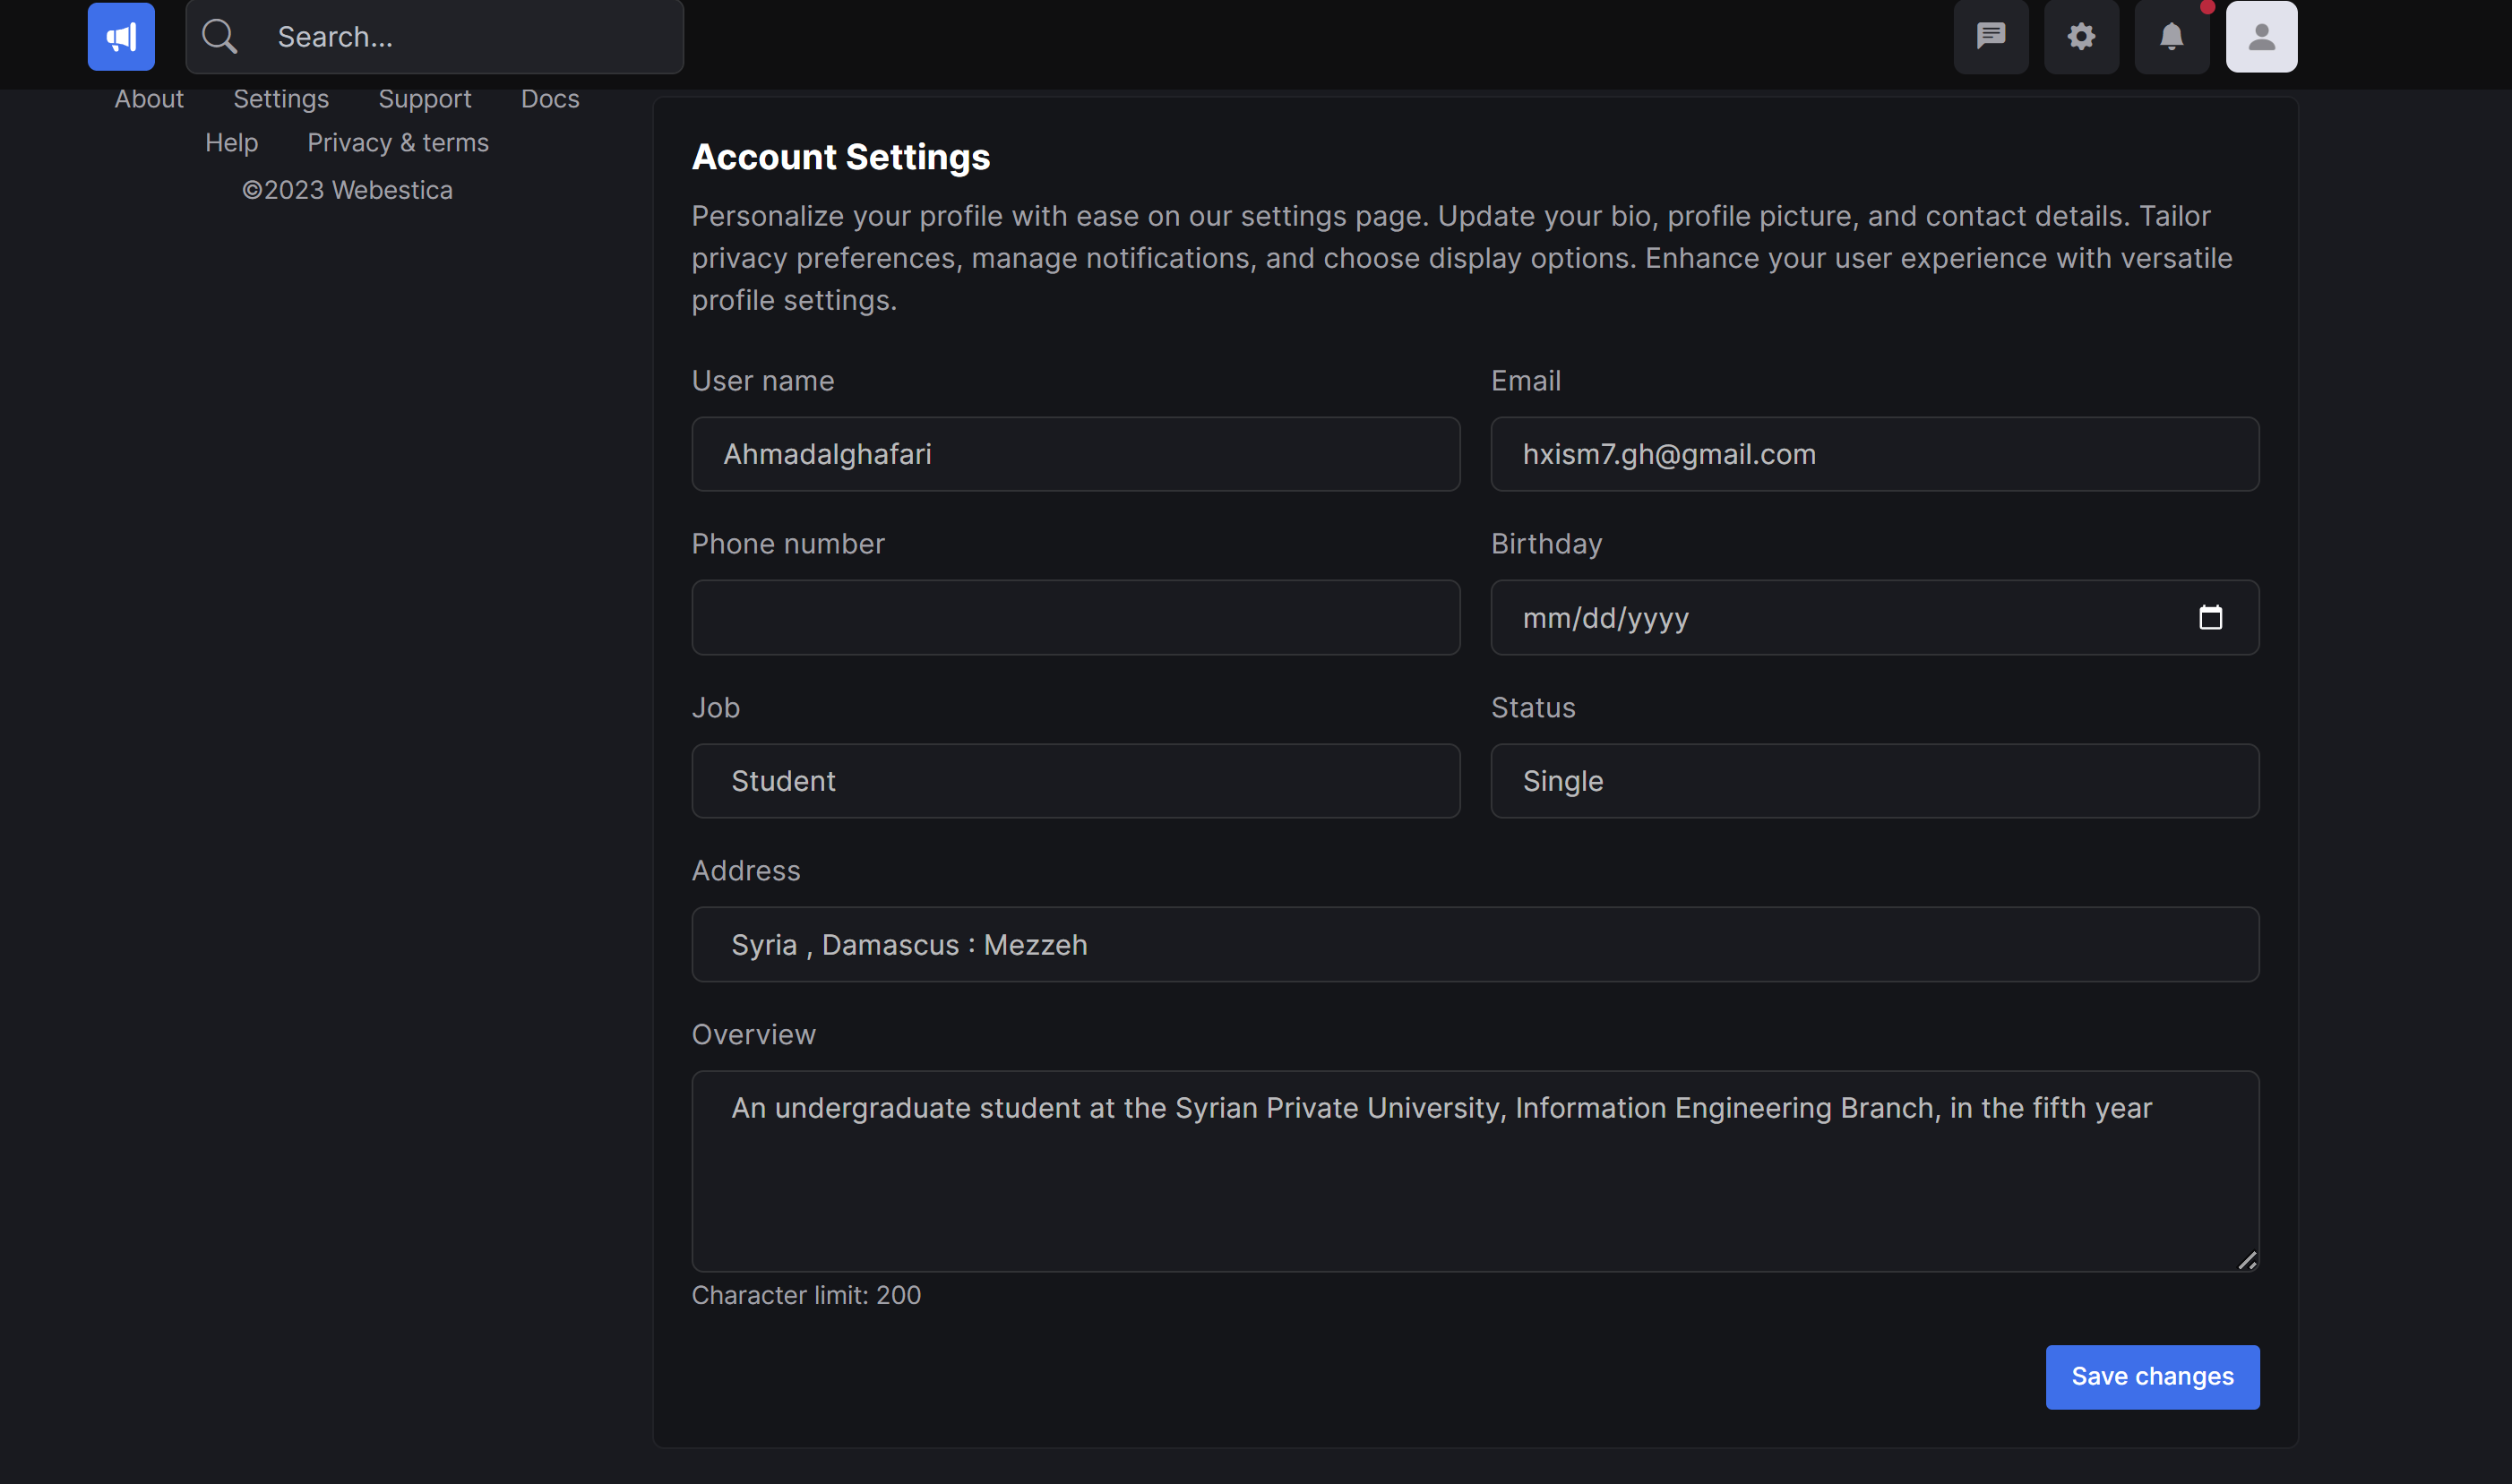 Search...
About Settings Support Docs
Help Privacy & terms
©2023 Webestica
Account Settings
Personalize your profile with ease on our settings page. Update your bio, profile picture, and contact details. Tailor
privacy preferences, manage notifications, and choose display options. Enhance your user experience with versatile
profile settings.
User name Email
Ahmadalghafari hxism7.gh@gmail.com
Phone number Birthday
mm/dd/yyyy
Job Status
Student Single
Address
Syria , Damascus : Mezzeh
Overview
An undergraduate student at the Syrian Private University, Information Engineering Branch, in the fifth year
Character limit: 200
Save changes